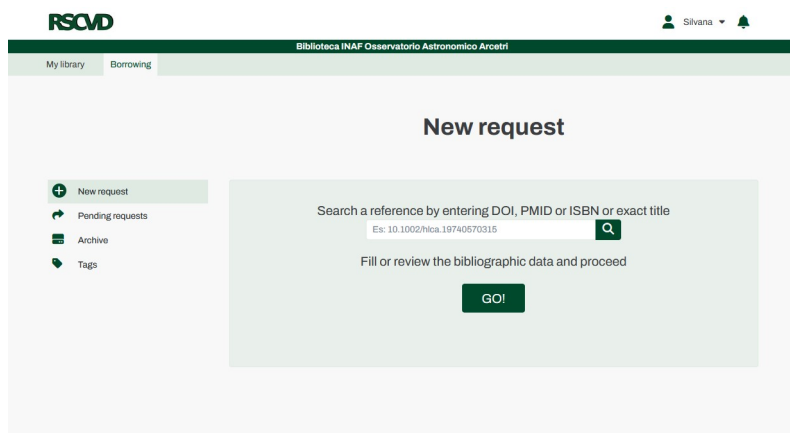 RSCVD
Silvana
Biblioteca INAF Osservatorio Astronomico Arcetri
My library Borrowing
New request
New request
Pending requests
Archive
Tags
Search a reference by entering DOI, PMID or ISBN or exact title
Es: 10.1002/hlca.19740570315
Fill or review the bibliographic data and proceed
GO!